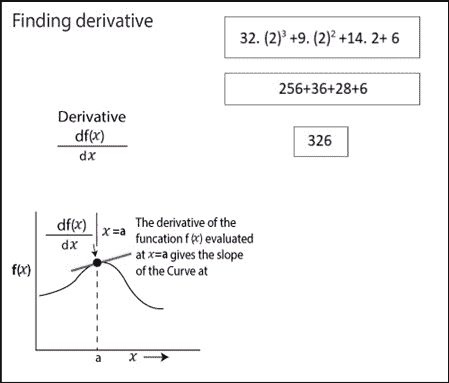 Finding derivative
32. (2)³ +9. (2)² +14. 2+ 6
256+36+28+6
326
Derivative
df(x)
dx
df(x)
dx
x=a
The derivative of the
funcation f (x) evaluated
at x=a gives the slope
of the Curve at
f(x)
a
x